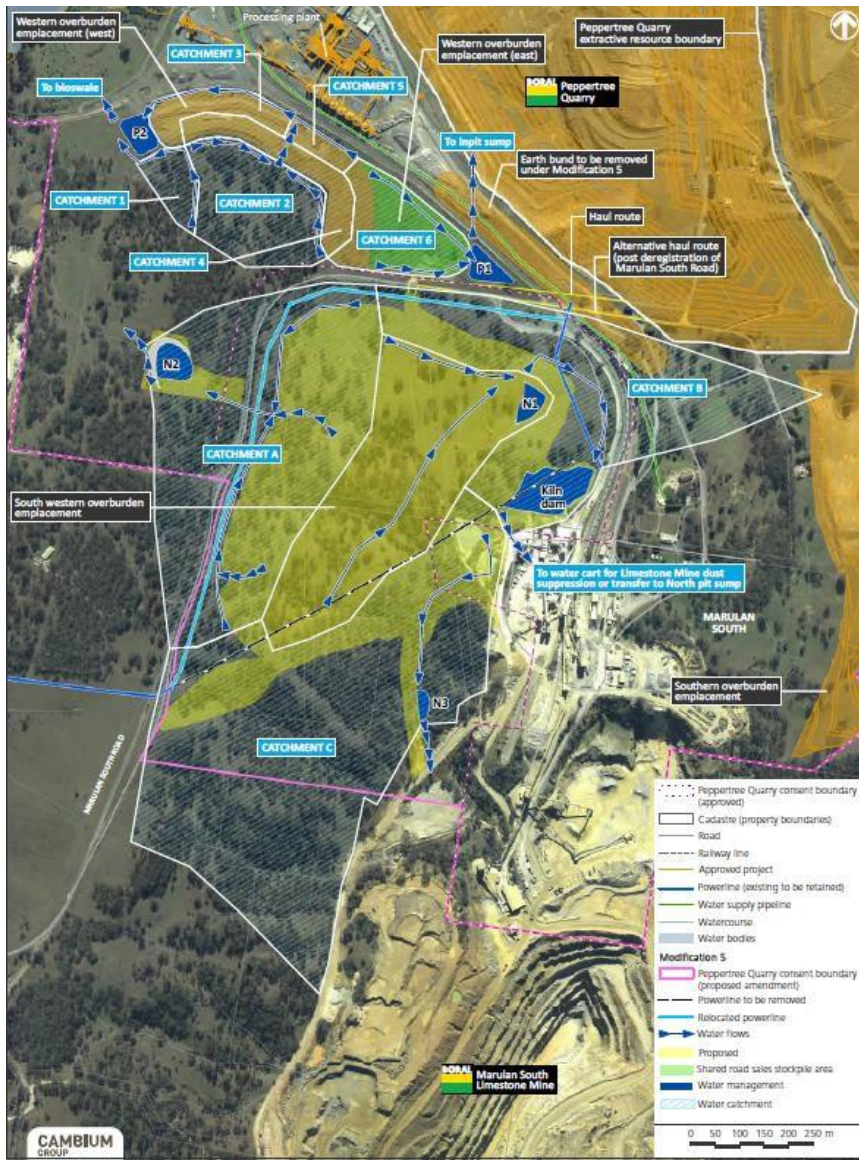 Western overburden
emplacement (west)
Processing plant
CATCHMENT 3
Western overburden
emplacement (east)
Peppertree Quarry
extractive resource boundary
To bioswale
CATCHMENT 5
BORAL
Peppertree
Quarry
P2
To inpit sump
Earth bund to be removed
under Modification 5
CATCHMENT 1
CATCHMENT 2
Haul route
CATCHMENT 6
CATCHMENT 4
P1
Alternative haul route
(post deregistration of
Marulan South Road)
N2
CATCHMENT B
N1
CATCHMENT A
Kiln
dam
South western overburden
emplacement
To water cart for Limestone Mine dust
suppression or transfer to North pit sump
MARULAN
SOUTH
Southern overburden
emplacement
N3
CATCHMENT C
MARULAN SOUTH ROAD
BORAL
Marulan South
Limestone Mine
Peppertree Quarry consent boundary
(approved)
Cadastre (property boundaries)
Road
Railway line
Approved project
Powerline (existing to be retained)
Water supply pipeline
Watercourse
Water bodies
Modification 5
Peppertree Quarry consent boundary
(proposed amendment)
Powerline to be removed
Relocated powerline
Water flows
Proposed
Shared road sales stockpile area
Water management
Water catchment
0 50 100 150 200 250 m
CAMBIUM
GROUP